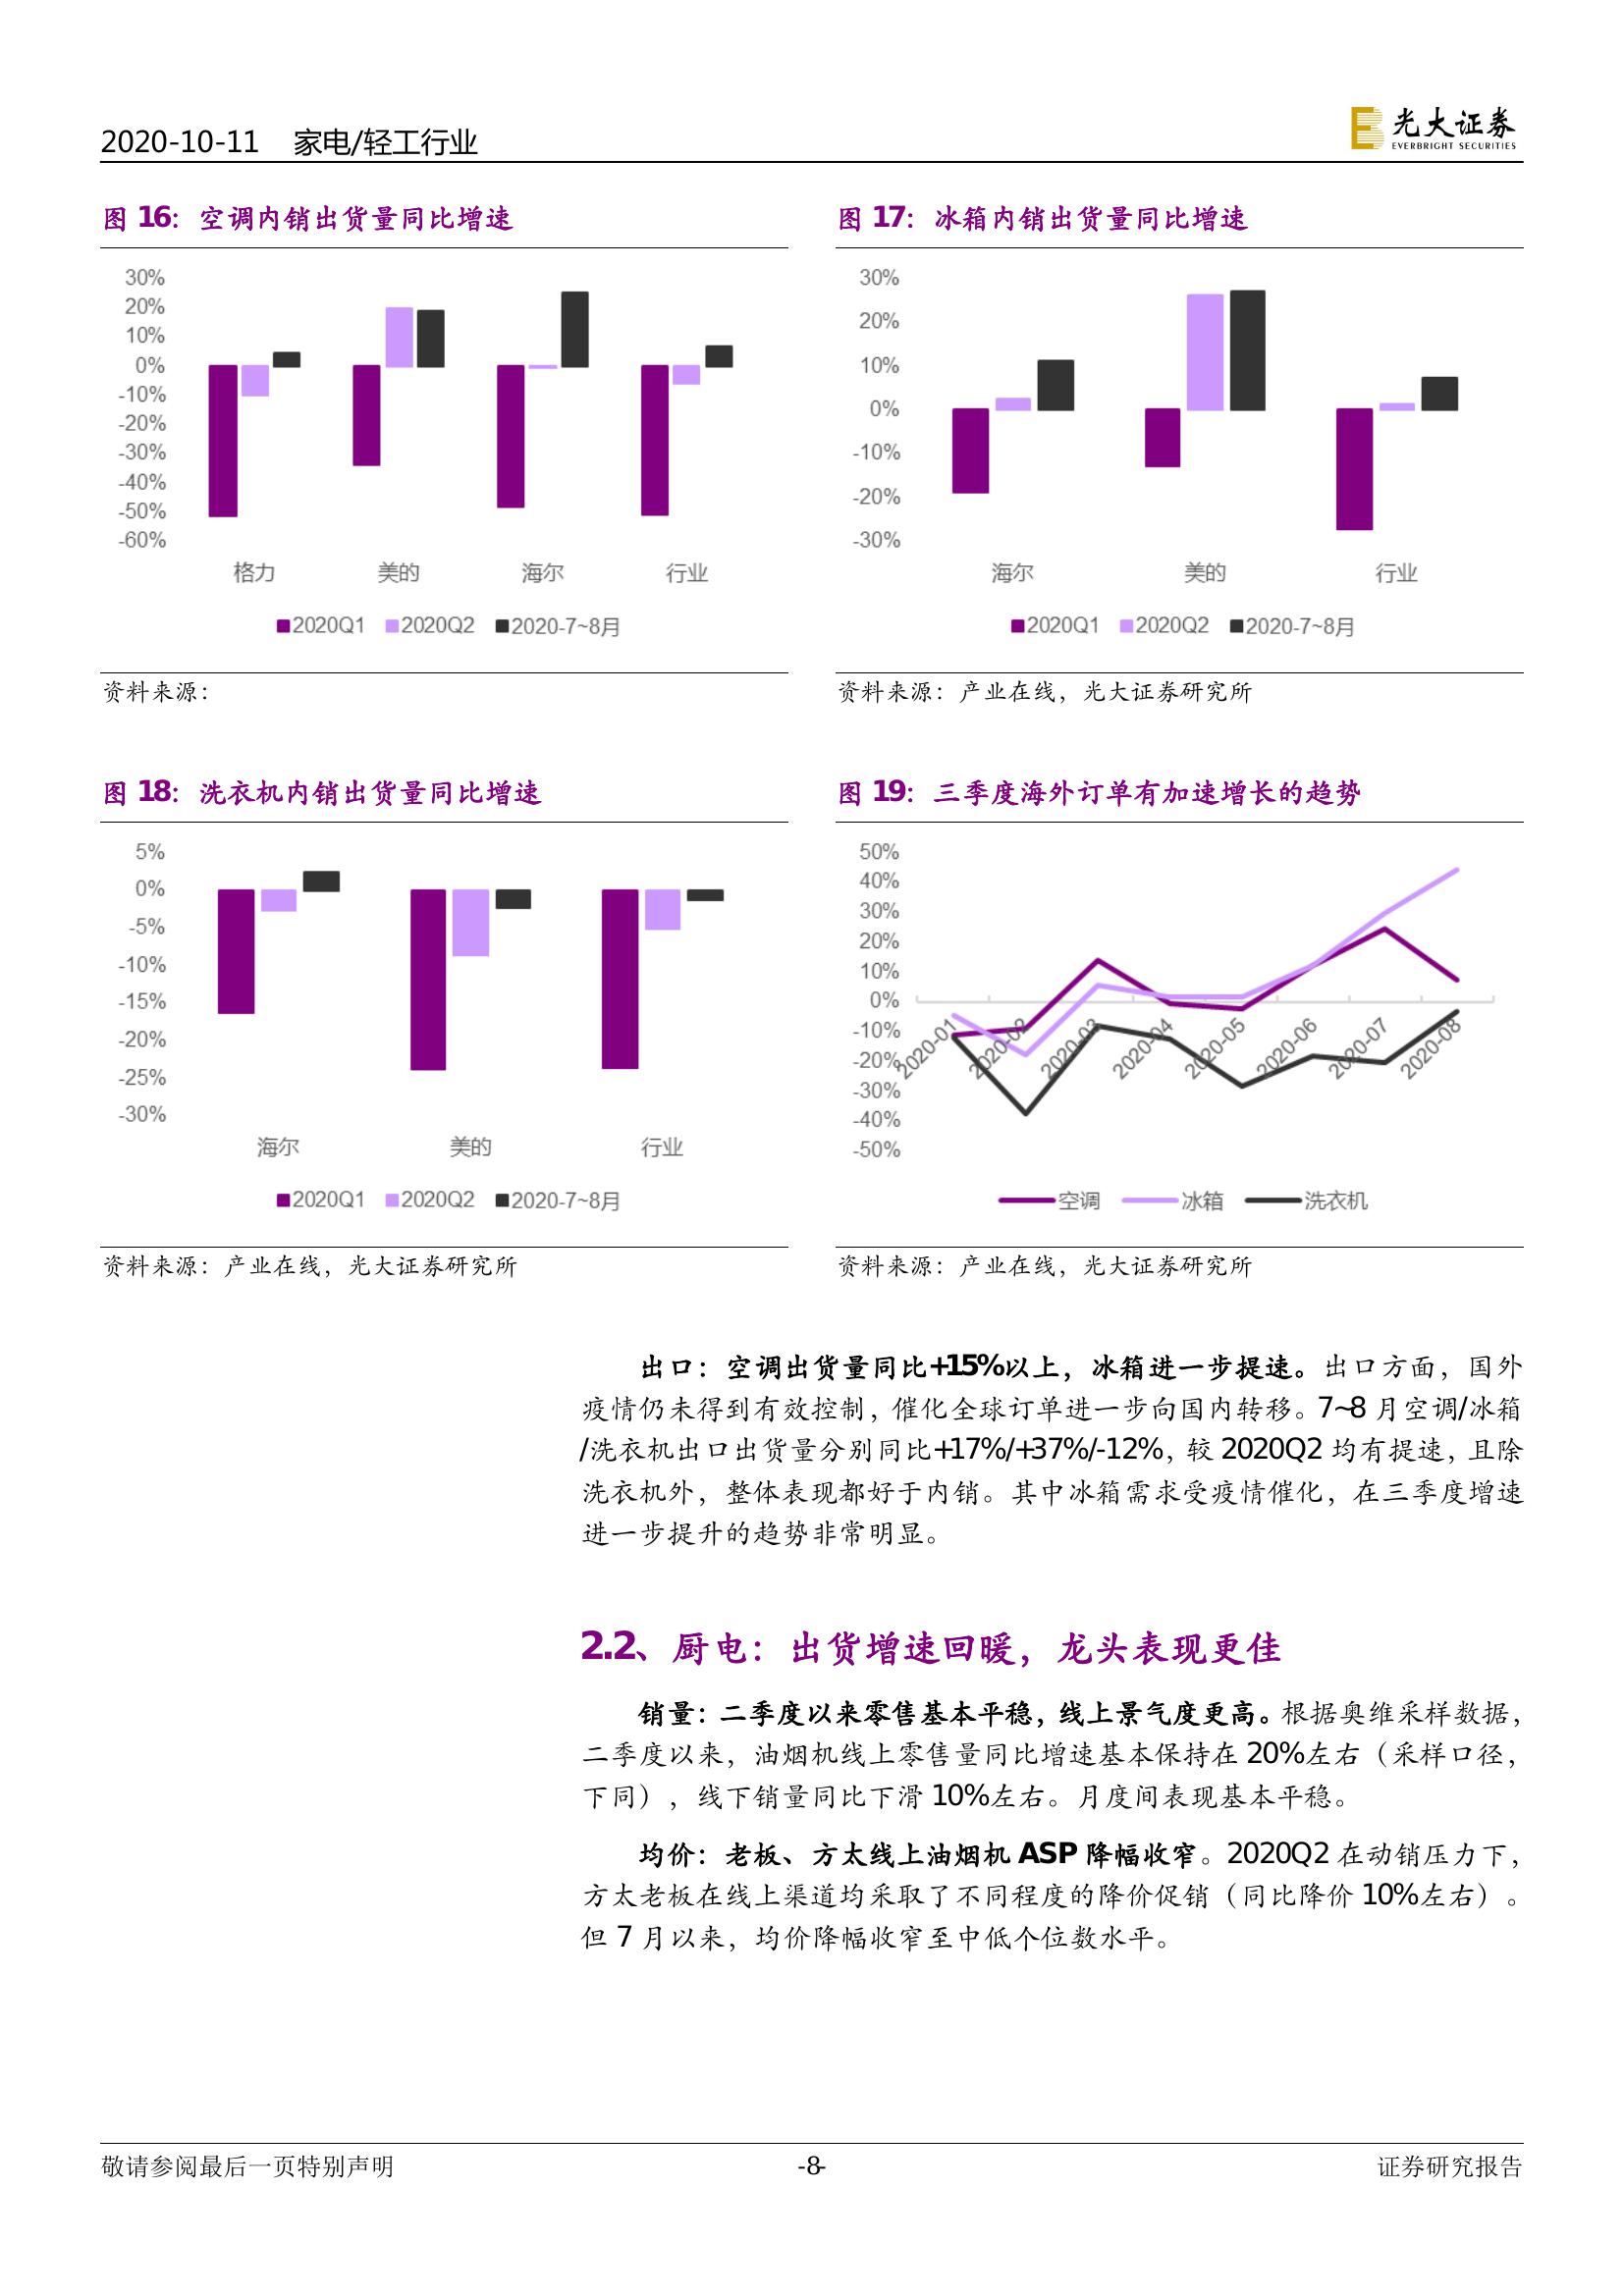 2020-10-11 家电/轻工行业
光大证券
EVERBRIGHT SECURITIES
图 16：空调内销出货量同比增速
30%
20%
10%
0%
-10%
-20%
-30%
-40%
-50%
-60%
格力 美的 海尔 行业
2020Q1 2020Q2 2020-7~8月
资料来源：
图 17：冰箱内销出货量同比增速
30%
20%
10%
0%
-10%
-20%
-30%
海尔 美的 行业
2020Q1 2020Q2 2020-7~8月
资料来源：产业在线，光大证券研究所
图 18：洗衣机内销出货量同比增速
5%
0%
-5%
-10%
-15%
-20%
-25%
-30%
海尔 美的 行业
2020Q1 2020Q2 2020-7~8月
资料来源：产业在线，光大证券研究所
图 19：三季度海外订单有加速增长的趋势
50%
40%
30%
20%
10%
0%
-10%
-20%
-30%
-40%
-50%
2020-01 2020-02 2020-03 2020-04 2020-05 2020-06 2020-07 2020-08
空调 冰箱 洗衣机
资料来源：产业在线，光大证券研究所
出口：空调出货量同比+15%以上，冰箱进一步提速。出口方面，国外
疫情仍未得到有效控制，催化全球订单进一步向国内转移。7~8 月空调/冰箱
/洗衣机出口出货量分别同比+17%/+37%/-12%，较 2020Q2 均有提速，且除
洗衣机外，整体表现都好于内销。其中冰箱需求受疫情催化，在三季度增速
进一步提升的趋势非常明显。
2.2、厨电：出货增速回暖，龙头表现更佳
销量：二季度以来零售基本平稳，线上景气度更高。根据奥维采样数据，
二季度以来，油烟机线上零售量同比增速基本保持在 20%左右（采样口径，
下同），线下销量同比下滑 10%左右。月度间表现基本平稳。
均价：老板、方太线上油烟机 ASP 降幅收窄。2020Q2 在动销压力下，
方太老板在线上渠道均采取了不同程度的降价促销（同比降价 10%左右）。
但 7 月以来，均价降幅收窄至中低个位数水平。
敬请参阅最后一页特别声明 -8- 证券研究报告